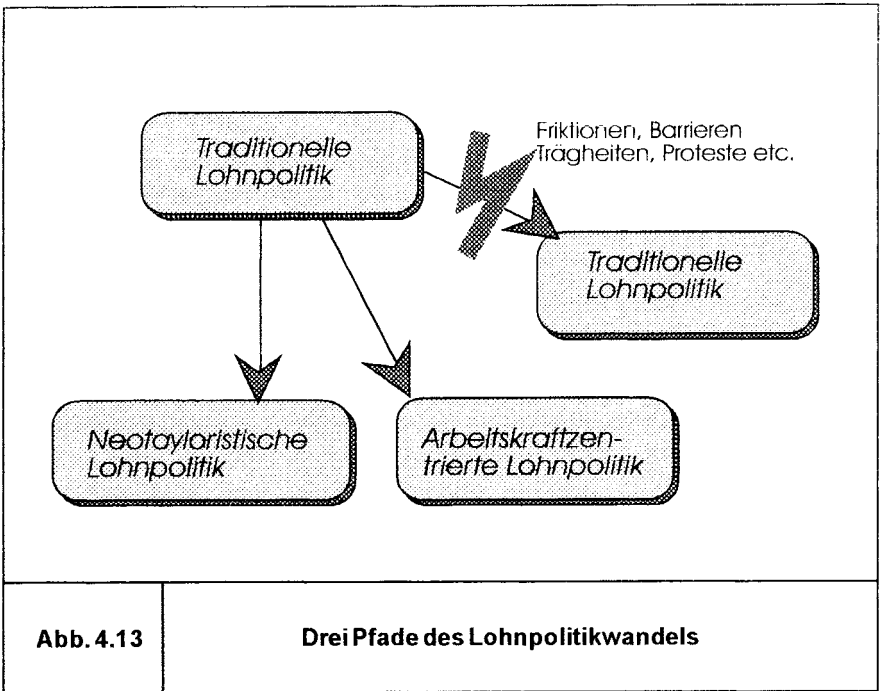 Traditionelle
Lohnpolitik
Friktionen, Barrieren
Trägheiten, Proteste etc.
Traditionelle
Lohnpolitik
Neotayloristische
Lohnpolitik
Arbeitskraftzen-
trierte Lohnpolitik
Abb. 4.13
Drei Pfade des Lohnpolitikwandels